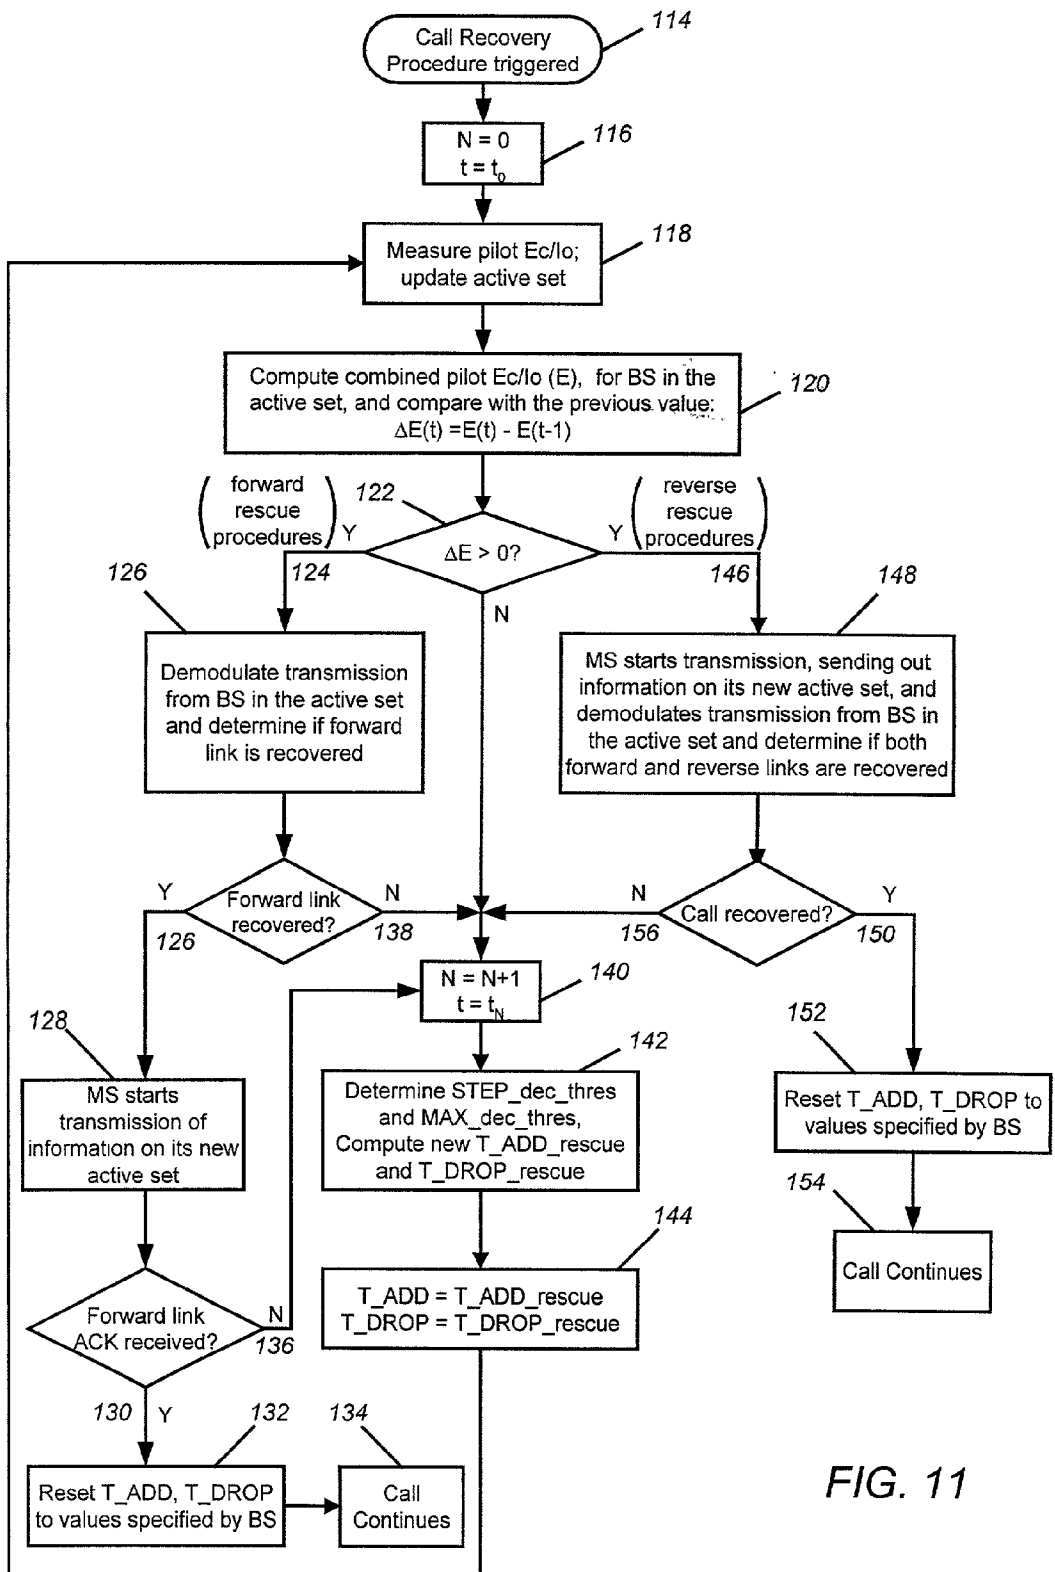 Call Recovery
Procedure triggered
114
N = 0
t = t0
116
Measure pilot Ec/Io;
update active set
118
Compute combined pilot Ec/Io (E), for BS in the
active set, and compare with the previous value:
ΔE(t) =E(t) - E(t-1)
120
(forward
rescue
procedures)
122
(reverse
rescue
procedures)
Y
ΔE > 0?
Y
124
146
N
126
148
Demodulate transmission
from BS in the active set
and determine if forward
link is recovered
MS starts transmission, sending out
information on its new active set, and
demodulates transmission from BS in
the active set and determine if both
forward and reverse links are recovered
Y
Forward link
recovered?
N
126
138
N
Call recovered?
Y
156
150
N = N+1
t = tN
140
128
MS starts
transmission of
information on its new
active set
142
Determine STEP_dec_thres
and MAX_dec_thres,
Compute new T_ADD_rescue
and T_DROP_rescue
152
Reset T_ADD, T_DROP to
values specified by BS
154
Call Continues
144
T_ADD = T_ADD_rescue
T_DROP = T_DROP_rescue
Forward link
ACK received?
N
136
130
Y
132
134
Reset T_ADD, T_DROP
to values specified by BS
Call
Continues
FIG. 11